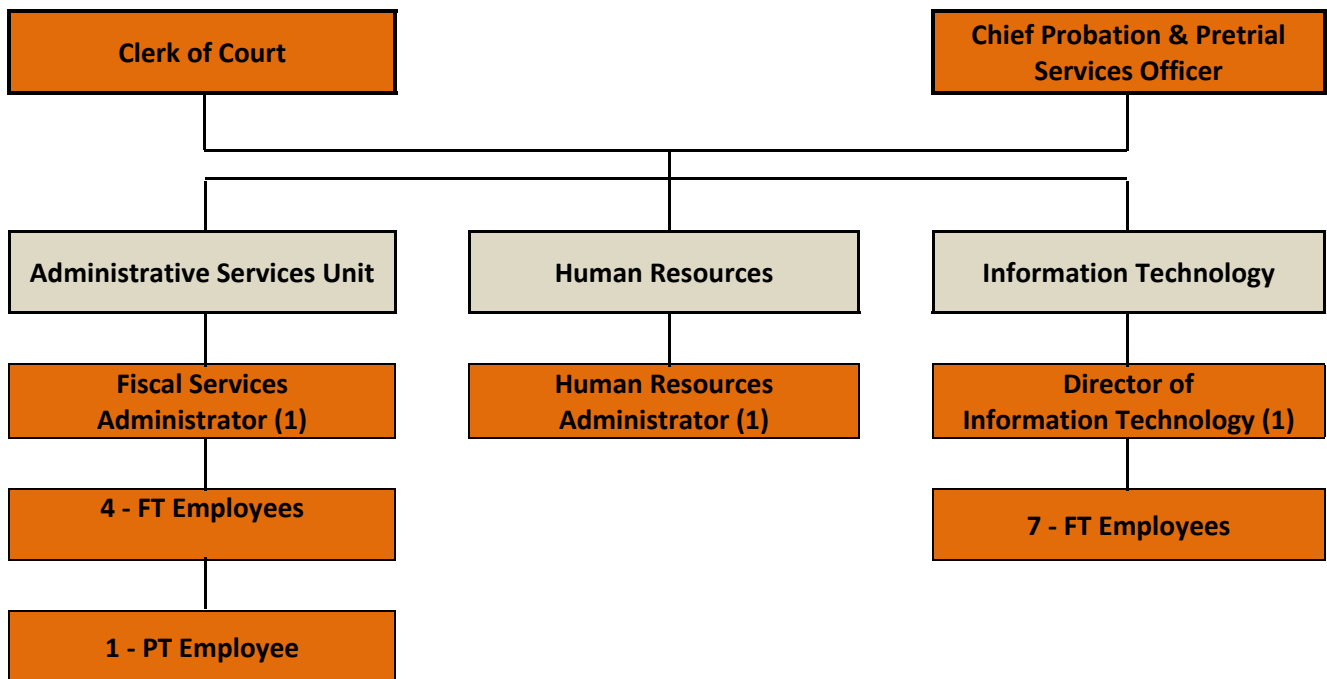 Clerk of Court
Chief Probation & Pretrial
Services Officer
Administrative Services Unit
Human Resources
Information Technology
Fiscal Services
Administrator (1)
Human Resources
Administrator (1)
Director of
Information Technology (1)
4 - FT Employees
7 - FT Employees
1 - PT Employee